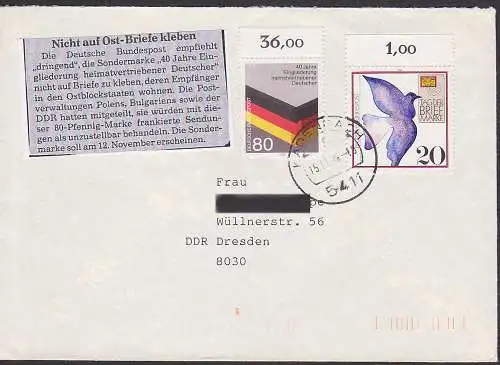 Nicht auf Ost-Briefe kleben
Die Deutsche Bundespost empfiehlt
„dringend", die Sondermarke „40 Jahre Ein-
gliederung heimatvertriebener Deutscher"
nicht auf Briefe zu kleben, deren Empfänger
in den Ostblockstaaten wohnen. Die Post-
verwaltungen Polens, Bulgariens sowie der
DDR hatten mitgeteilt, sie würden mit die-
ser 80-Pfennig-Marke frankierte Sendun-
gen als unzustellbar behandeln. Die Sonder-
marke soll am 12. November erscheinen.
36,00
1,00
40 Jahre
Eingliederung
heimatvertriebener
Deutscher
80
TAG DER
BRIEF
MARKE
20
5411
Frau
Wüllnerstr. 56
DDR Dresden
8030